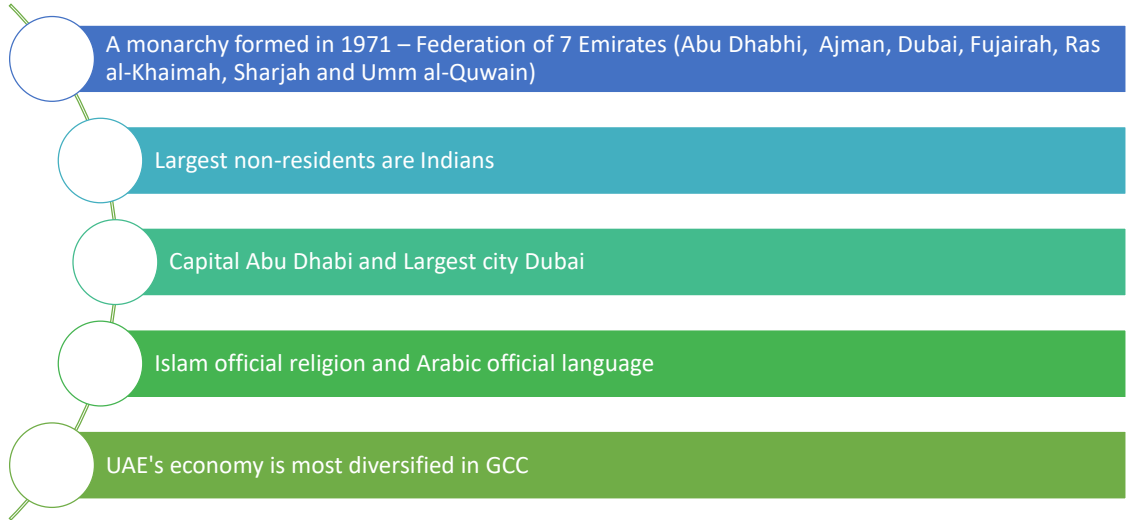 A monarchy formed in 1971 – Federation of 7 Emirates (Abu Dhabhi, Ajman, Dubai, Fujairah, Ras
al-Khaimah, Sharjah and Umm al-Quwain)
Largest non-residents are Indians
Capital Abu Dhabi and Largest city Dubai
Islam official religion and Arabic official language
UAE's economy is most diversified in GCC